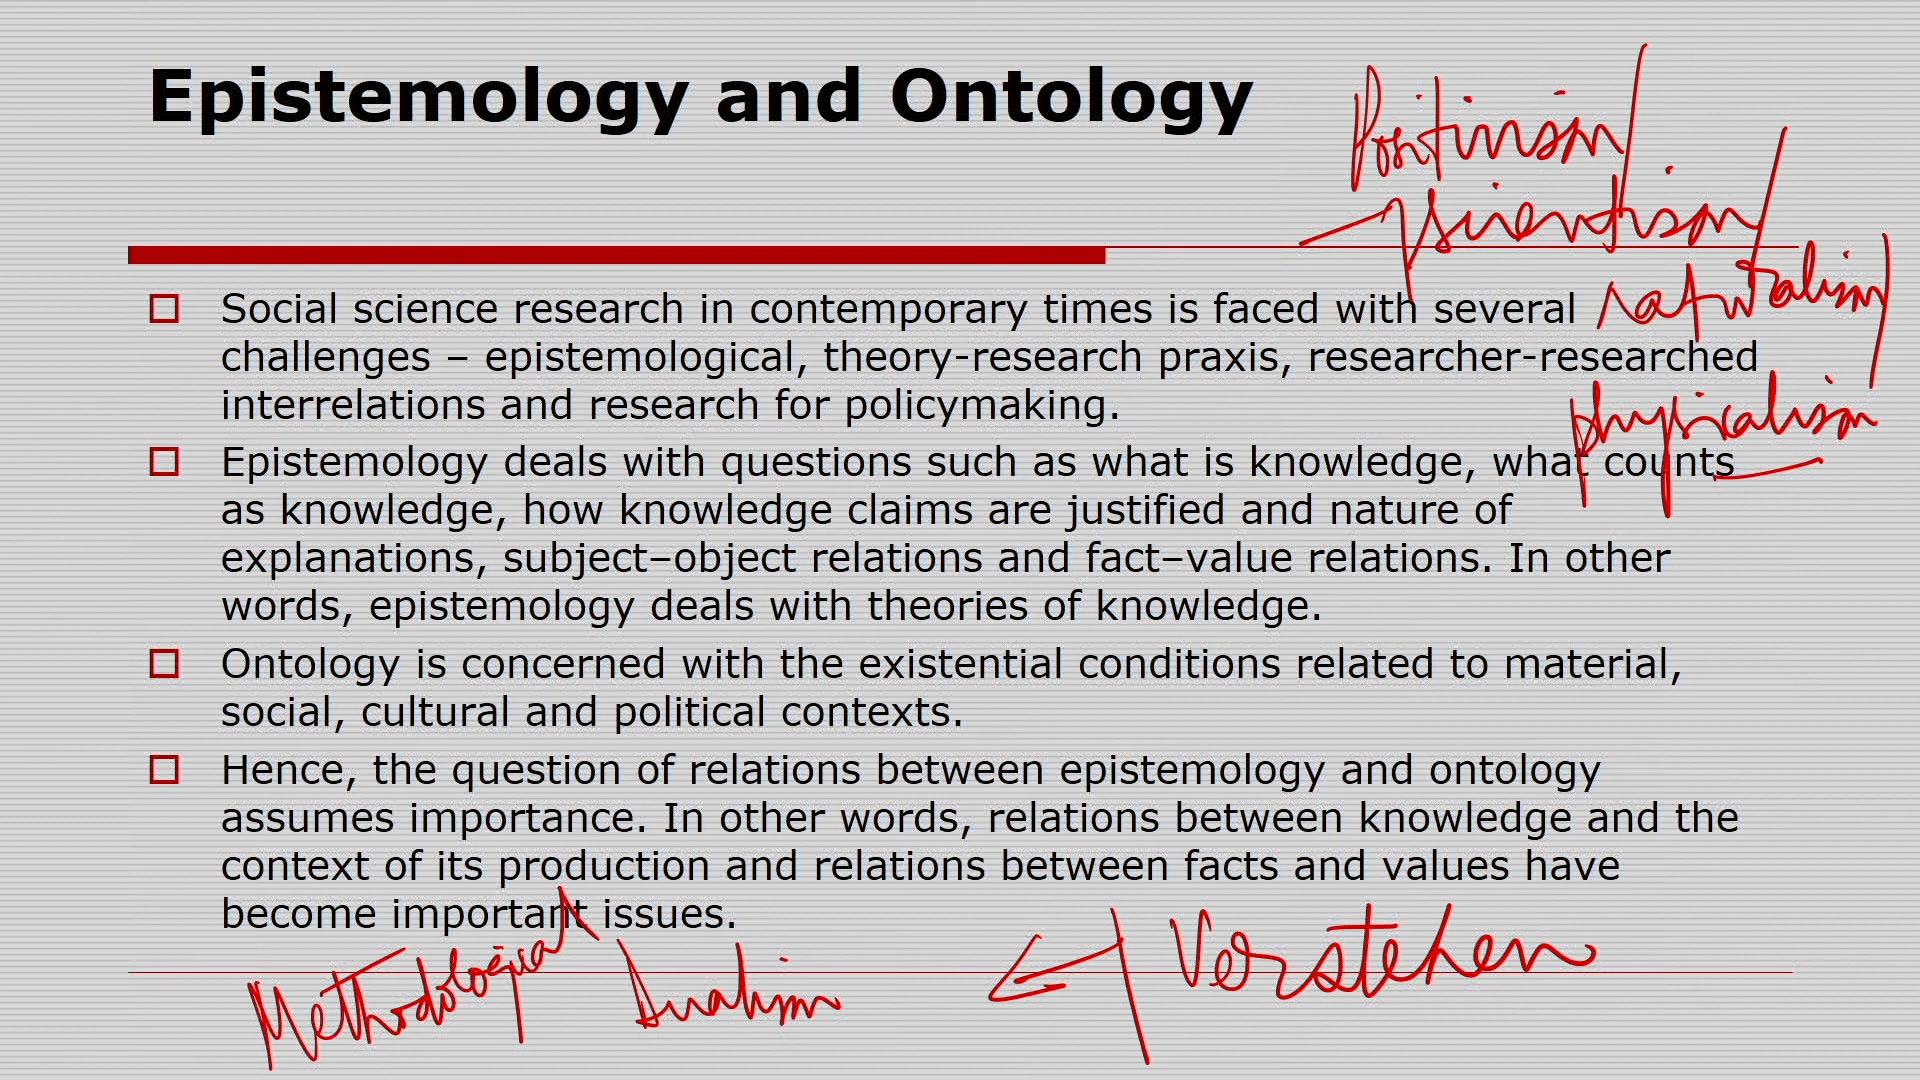 Epistemology and Ontology
Positivism/
scientism/
naturalism/
physicalism
☐ Social science research in contemporary times is faced with several
challenges – epistemological, theory-research praxis, researcher-researched
interrelations and research for policymaking.
☐ Epistemology deals with questions such as what is knowledge, what counts
as knowledge, how knowledge claims are justified and nature of
explanations, subject–object relations and fact–value relations. In other
words, epistemology deals with theories of knowledge.
☐ Ontology is concerned with the existential conditions related to material,
social, cultural and political contexts.
☐ Hence, the question of relations between epistemology and ontology
assumes importance. In other words, relations between knowledge and the
context of its production and relations between facts and values have
become important issues.
Methodological dualism ← Verstehen